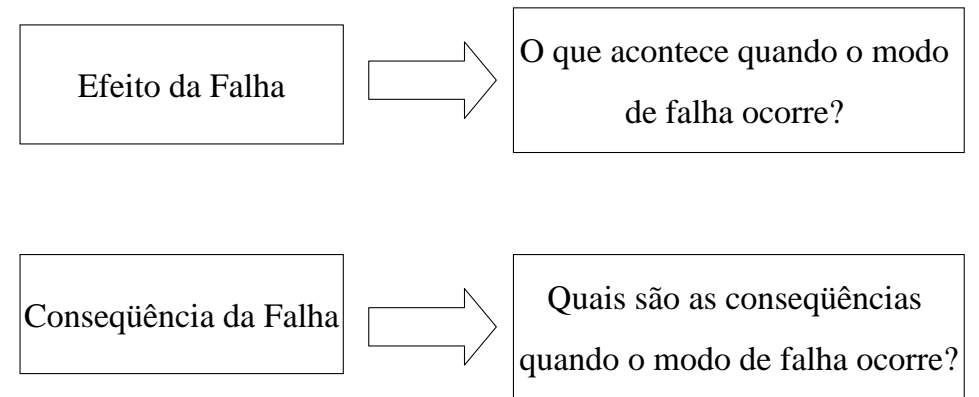 Efeito da Falha
O que acontece quando o modo
de falha ocorre?
Conseqüência da Falha
Quais são as conseqüências
quando o modo de falha ocorre?